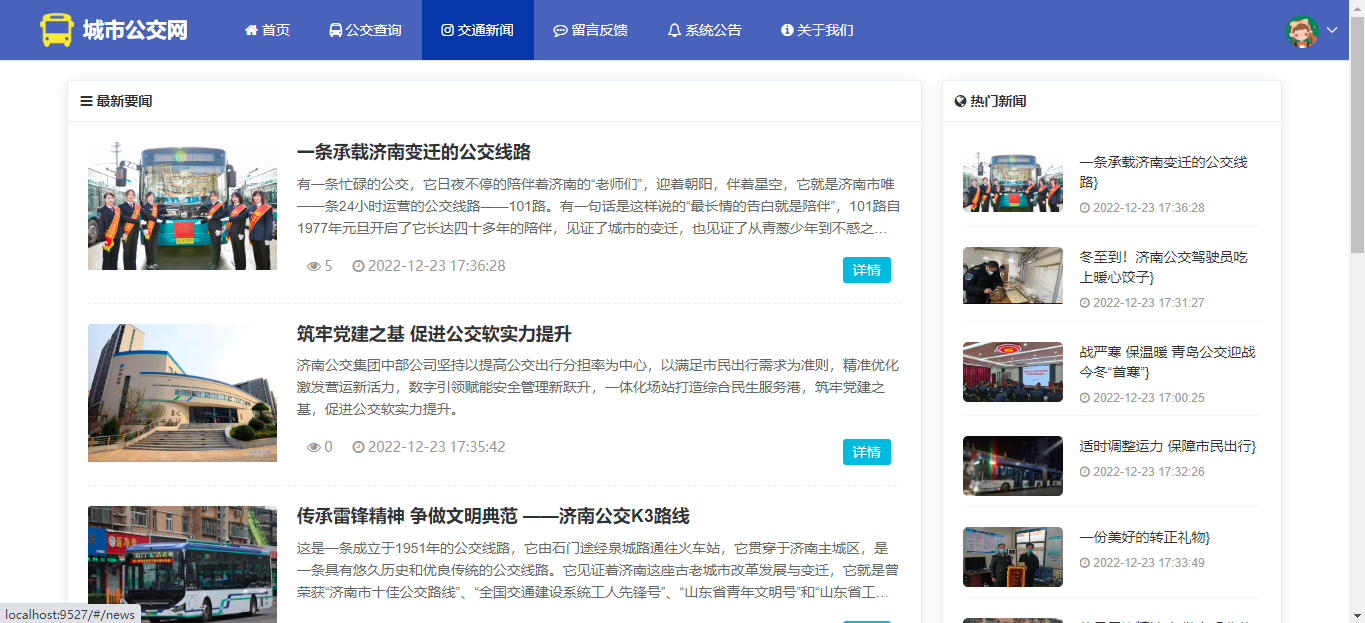 城市公交网
首页
公交查询
交通新闻
留言反馈
系统公告
关于我们
最新要闻
一条承载济南变迁的公交线路
有一条忙碌的公交，它日夜不停的陪伴着济南的“老师们”，迎着朝阳，伴着星空，它就是济南市唯
一一条24小时运营的公交线路——101路。有一句话是这样说的“最长情的告白就是陪伴”，101路自
1977年元旦开启了它长达四十多年的陪伴，见证了城市的变迁，也见证了从青葱少年到不惑之...
5
2022-12-23 17:36:28
详情
筑牢党建之基 促进公交软实力提升
济南公交集团中部公司坚持以提高公交出行分担率为中心，以满足市民出行需求为准则，精准优化
激发营运新活力，数字引领赋能安全管理新跃升，一体化场站打造综合民生服务港，筑牢党建之
基，促进公交软实力提升。
0
2022-12-23 17:35:42
详情
传承雷锋精神 争做文明典范 ——济南公交K3路线
这是一条成立于1951年的公交线路，它由石门途经泉城路通往火车站，它贯穿于济南主城区，是
一条具有悠久历史和优良传统的公交线路。它见证着济南这座古老城市改革发展与变迁，它就是曾
荣获“济南市十佳公交路线”、“全国交通建设系统工人先锋号”、“山东省青年文明号”和“山东省工...
热门新闻
一条承载济南变迁的公交线
路}
2022-12-23 17:36:28
冬至到！济南公交驾驶员吃
上暖心饺子}
2022-12-23 17:31:27
战严寒 保温暖 青岛公交迎战
今冬“首寒”}
2022-12-23 17:00:25
适时调整运力 保障市民出行}
2022-12-23 17:32:26
一份美好的转正礼物}
2022-12-23 17:33:49
localhost:9527/#/news